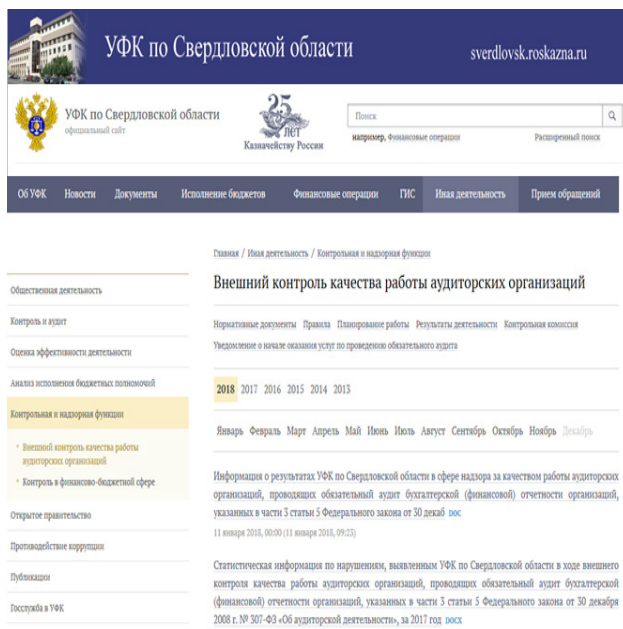 УФК по Свердловской области
sverdlovsk.roskazna.ru
УФК по Свердловской области
официальный сайт
25
ЛЕТ
Казначейству России
Поиск
например, Финансовые операции
Расширенный поиск
Об УФК Новости Документы Исполнение бюджетов Финансовые операции ГИС Иная деятельность Прием обращений
Главная / Иная деятельность / Контрольная и надзорная функции
Внешний контроль качества работы аудиторских организаций
Общественная деятельность
Контроль и аудит
Оценка эффективности деятельности
Анализ исполнения бюджетных полномочий
Контрольная и надзорная функции
Внешний контроль качества работы
аудиторских организаций
Контроль в финансово-бюджетной сфере
Открытое правительство
Противодействие коррупции
Публикации
Госслужба в УФК
Нормативные документы Правила Планирование работы Результаты деятельности Контрольная комиссия
Уведомление о начале оказания услуг по проведению обязательного аудита
2018 2017 2016 2015 2014 2013
Январь Февраль Март Апрель Май Июнь Июль Август Сентябрь Октябрь Ноябрь Декабрь
Информация о результатах УФК по Свердловской области в сфере надзора за качеством работы аудиторских
организаций, проводящих обязательный аудит бухгалтерской (финансовой) отчетности организаций,
указанных в части 3 статьи 5 Федерального закона от 30 декаб DOC
11 января 2018, 00:00 (11 января 2018, 09:23)
Статистическая информация по нарушениям, выявленным УФК по Свердловской области в ходе внешнего
контроля качества работы аудиторских организаций, проводящих обязательный аудит бухгалтерской
(финансовой) отчетности организаций, указанных в части 3 статьи 5 Федерального закона от 30 декабря
2008 г. № 307-ФЗ «Об аудиторской деятельности», за 2017 год DOCX